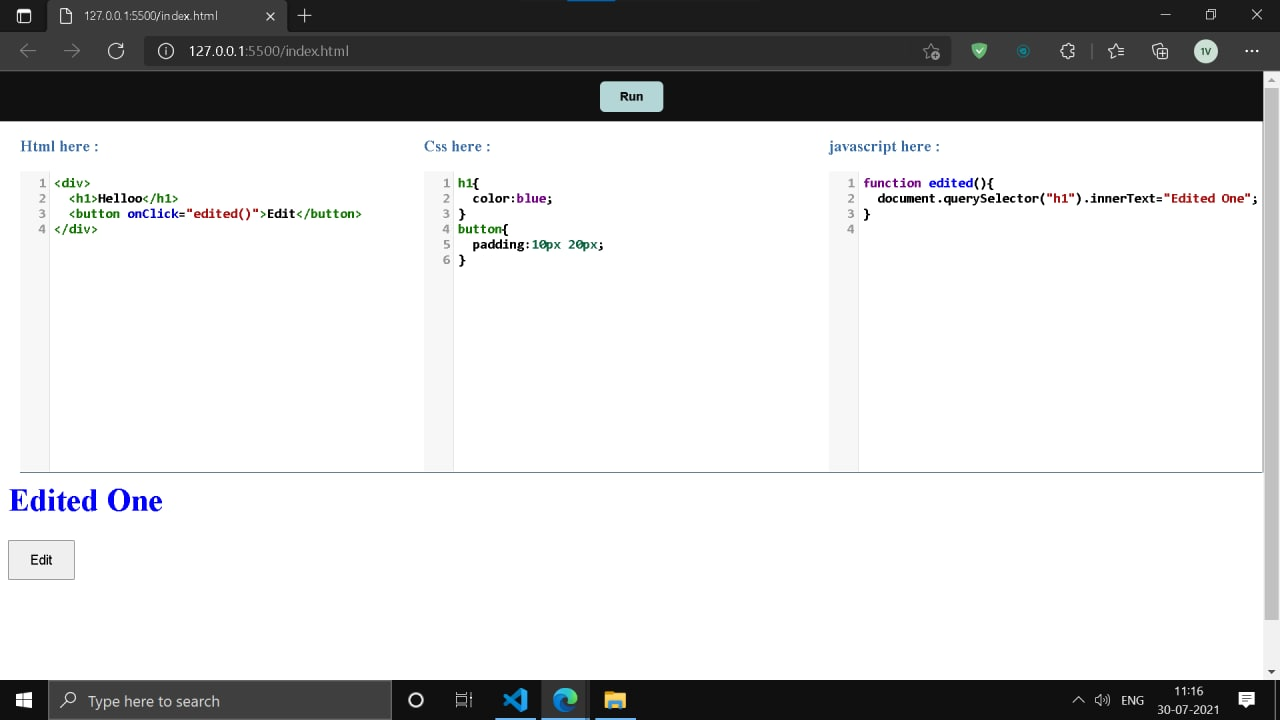 127.0.0.1:5500/index.html
127.0.0.1:5500/index.html
1V
Run
Html here :
1 <div>
2 <h1>Helloo</h1>
3 <button onClick="edited()">Edit</button>
4 </div>
Css here :
1 h1{
2 color:blue;
3 }
4 button{
5 padding:10px 20px;
6 }
javascript here :
1 function edited(){
2 document.querySelector("h1").innerText="Edited One";
3 }
4
Edited One
Edit
Type here to search
ENG
11:16
30-07-2021